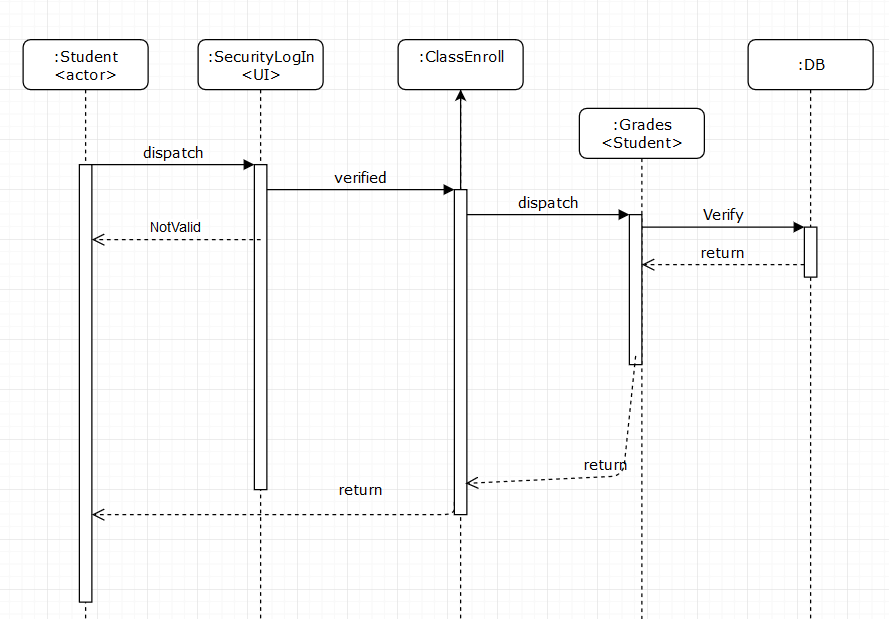 :Student
<actor>
:SecurityLogIn
<UI>
:ClassEnroll
:DB
:Grades
<Student>
dispatch
verified
dispatch
Verify
NotValid
return
return
return